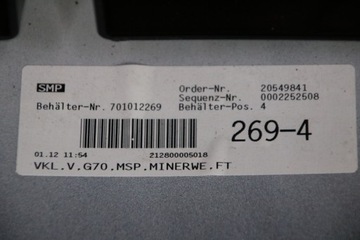 SMP
Order-Nr. 20549841
Sequenz-Nr. 0002252508
Behälter-Nr. 701012269 Behälter-Pos. 4
269-4
01.12 11:54 212800005018
VKL.V.G70.MSP.MINERWE.FT